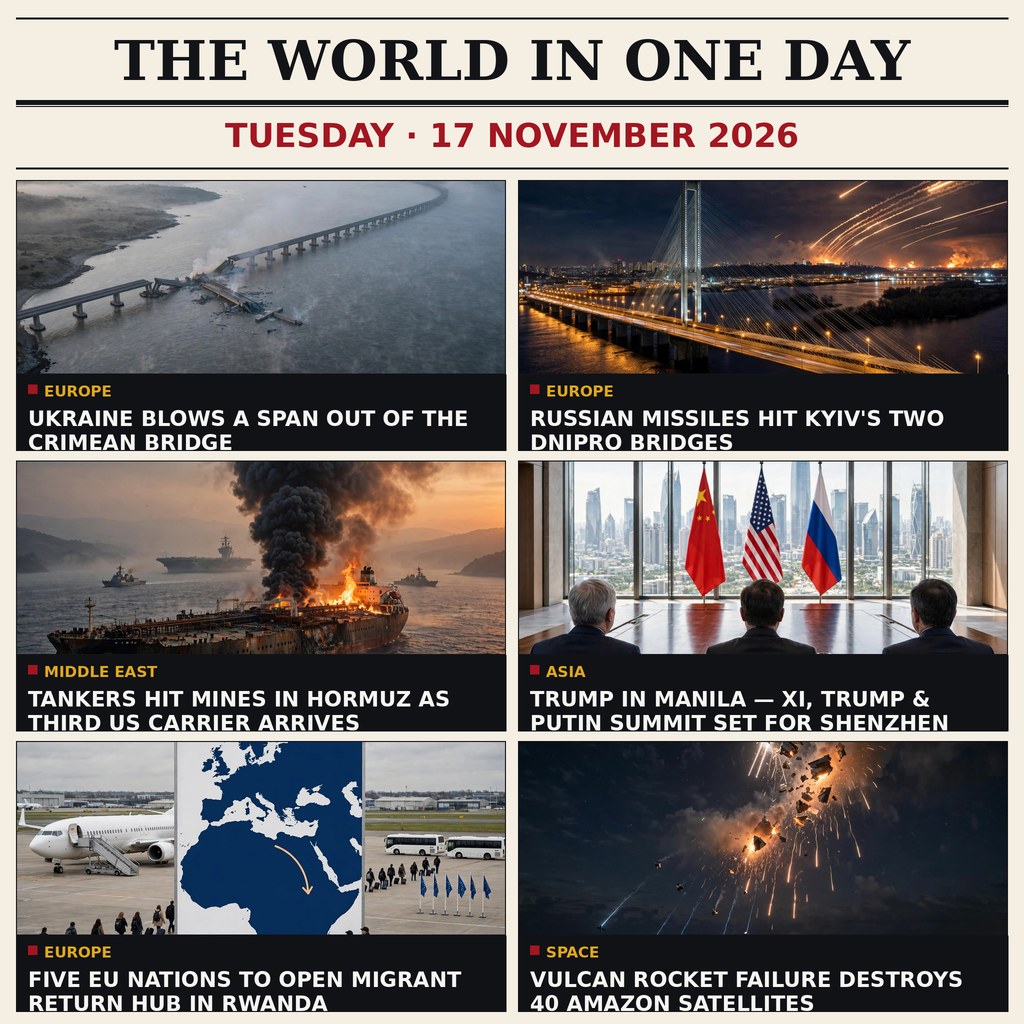 THE WORLD IN ONE DAY
TUESDAY · 17 NOVEMBER 2026
EUROPE
UKRAINE BLOWS A SPAN OUT OF THE
CRIMEAN BRIDGE
EUROPE
RUSSIAN MISSILES HIT KYIV'S TWO
DNIPRO BRIDGES
MIDDLE EAST
TANKERS HIT MINES IN HORMUZ AS
THIRD US CARRIER ARRIVES
ASIA
TRUMP IN MANILA — XI, TRUMP &
PUTIN SUMMIT SET FOR SHENZHEN
EUROPE
FIVE EU NATIONS TO OPEN MIGRANT
RETURN HUB IN RWANDA
SPACE
VULCAN ROCKET FAILURE DESTROYS
40 AMAZON SATELLITES